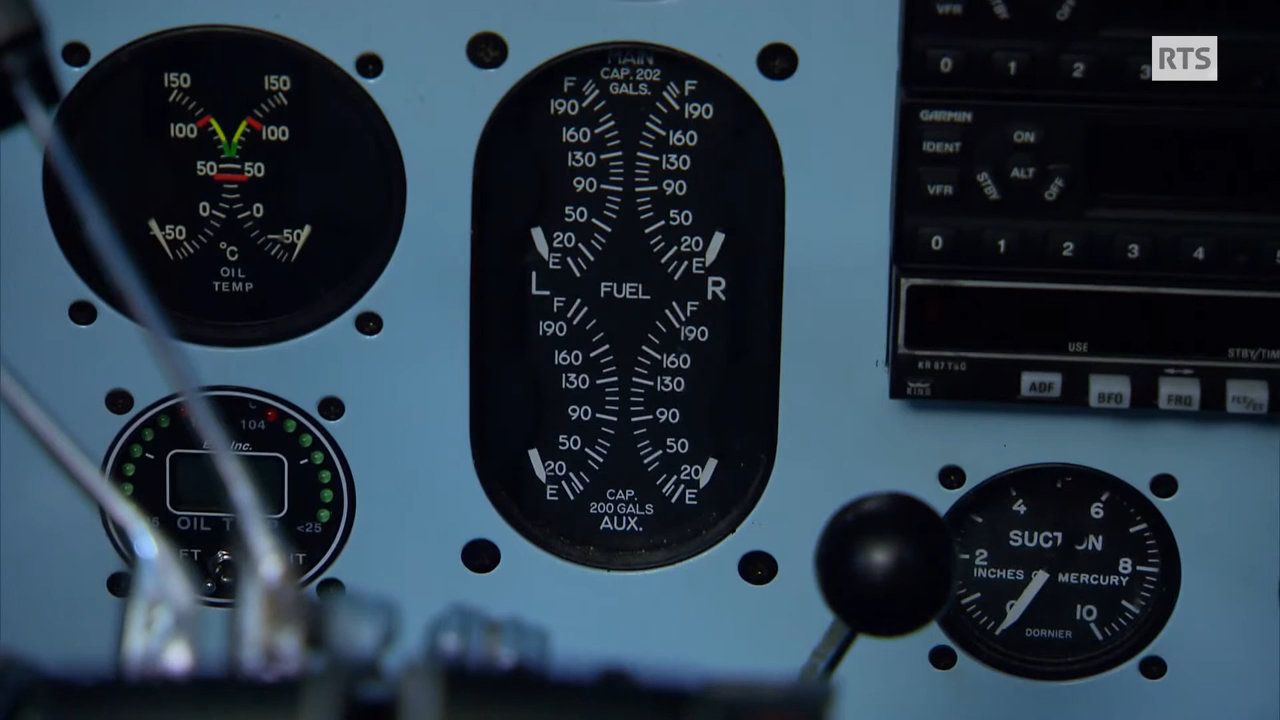 RTS
150 150
100 100
50 50
0 0
-50 -50
°C
OIL
TEMP
MAIN
CAP. 202
GALS.
F F
190 190
160 160
130 130
90 90
50 50
20 20
E E
L FUEL R
F F
190 190
160 160
130 130
90 90
50 50
20 20
E E
CAP.
200 GALS
AUX.
VFR STBY OFF
0 1 2 3
GARMIN
IDENT ON
ALT
VFR STBY OFF
0 1 2 3 4
USE
STBY/TIM
KR 87 TSO
KING
ADF BFO FRQ FLT/ET
C
104
Inc.
OIL
<25
4 6
2 8
INCHES MERCURY
0 10
DORNIER